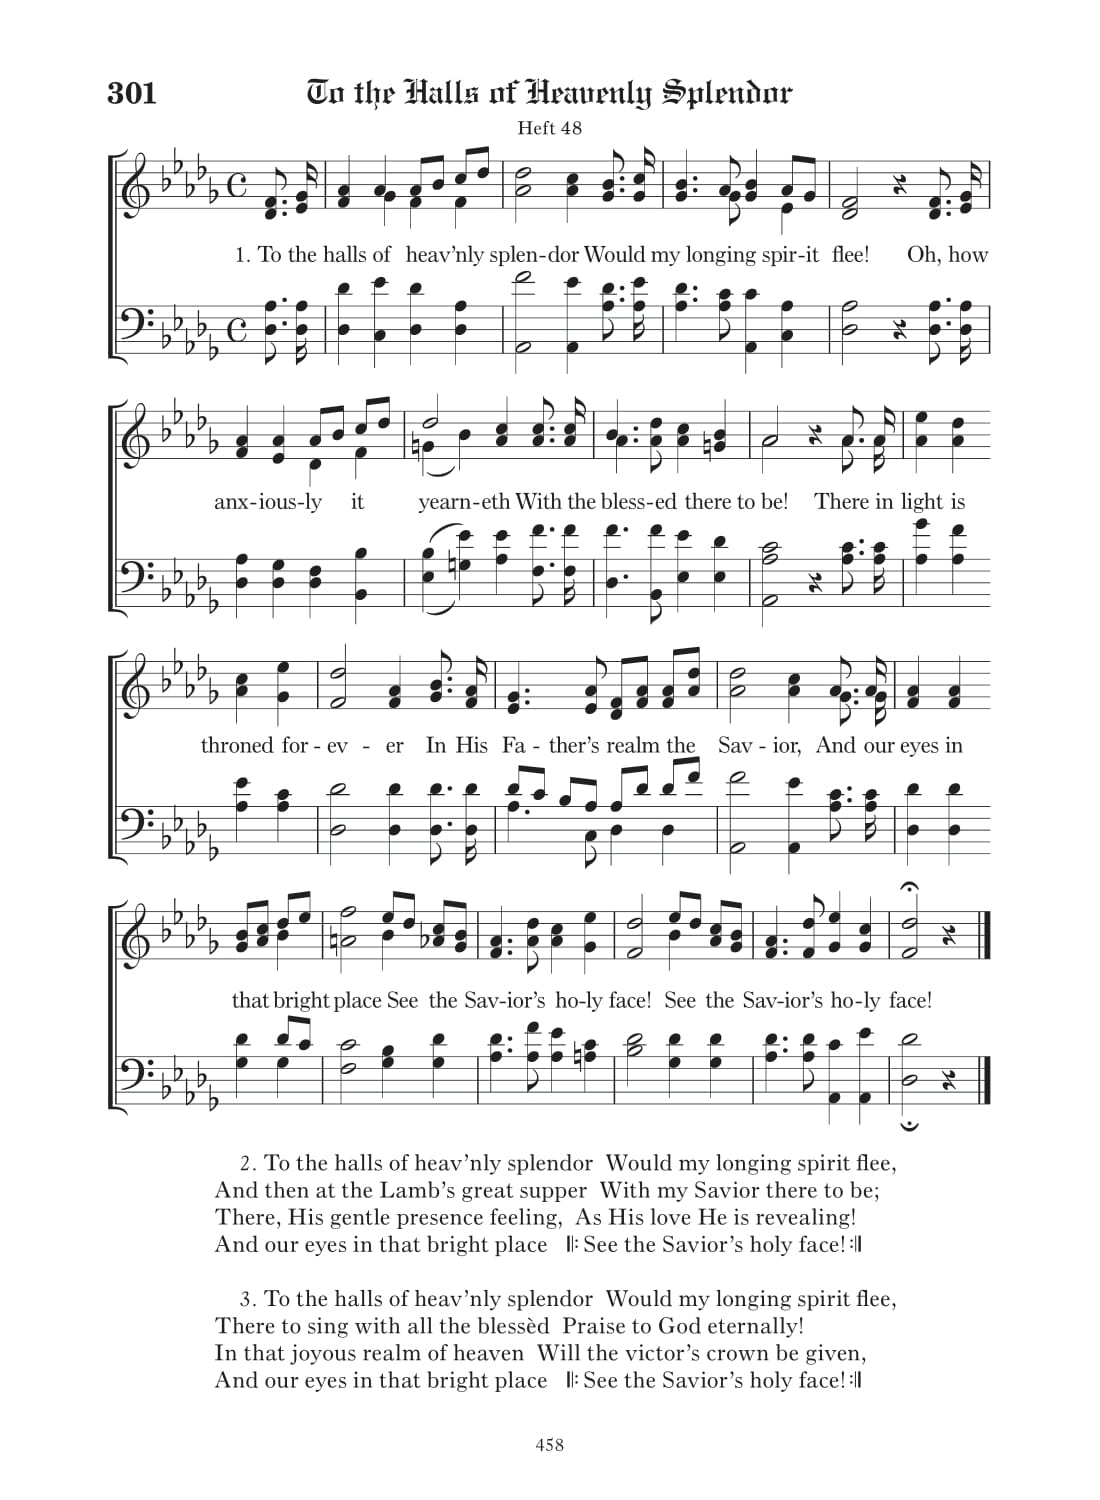 301 To the Halls of Heavenly Splendor
Heft 48
1. To the halls of heav’nly splen-dor Would my longing spir-it flee! Oh, how
anx-ious-ly it yearn-eth With the bless-ed there to be! There in light is
throned for-ev-er In His Fa-ther’s realm the Sav-ior, And our eyes in
that bright place See the Sav-ior’s ho-ly face! See the Sav-ior’s ho-ly face!
2. To the halls of heav’nly splendor Would my longing spirit flee,
And then at the Lamb’s great supper With my Savior there to be;
There, His gentle presence feeling, As His love He is revealing!
And our eyes in that bright place 𝄆 See the Savior’s holy face! 𝄇
3. To the halls of heav’nly splendor Would my longing spirit flee,
There to sing with all the blessèd Praise to God eternally!
In that joyous realm of heaven Will the victor’s crown be given,
And our eyes in that bright place 𝄆 See the Savior’s holy face! 𝄇
458